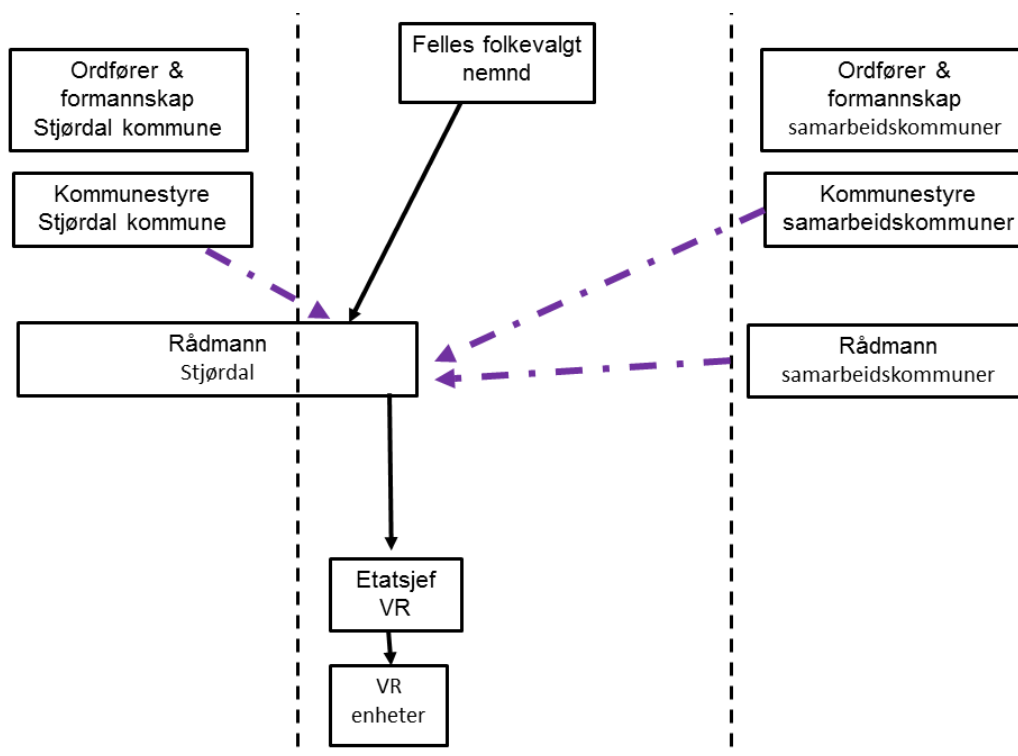 Felles folkevalgt
nemnd
Ordfører &
formannskap
Stjørdal kommune
Ordfører &
formannskap
samarbeidskommuner
Kommunestyre
Stjørdal kommune
Kommunestyre
samarbeidskommuner
Rådmann
Stjørdal
Rådmann
samarbeidskommuner
Etatsjef
VR
VR
enheter